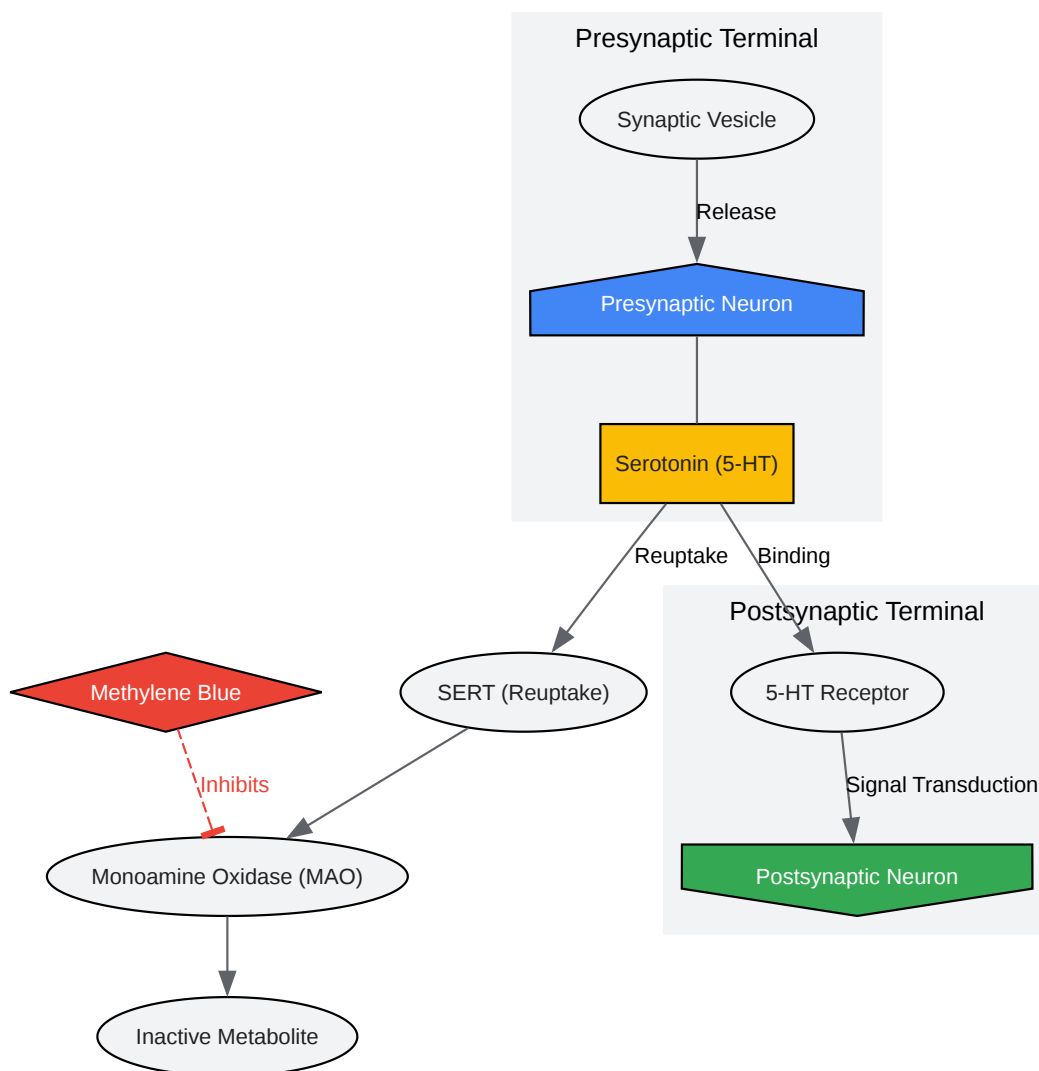 Presynaptic Terminal
Synaptic Vesicle
Release
Presynaptic Neuron
Serotonin (5-HT)
Reuptake
Binding
Postsynaptic Terminal
Methylene Blue
SERT (Reuptake)
5-HT Receptor
Inhibits
Signal Transduction
Monoamine Oxidase (MAO)
Postsynaptic Neuron
Inactive Metabolite